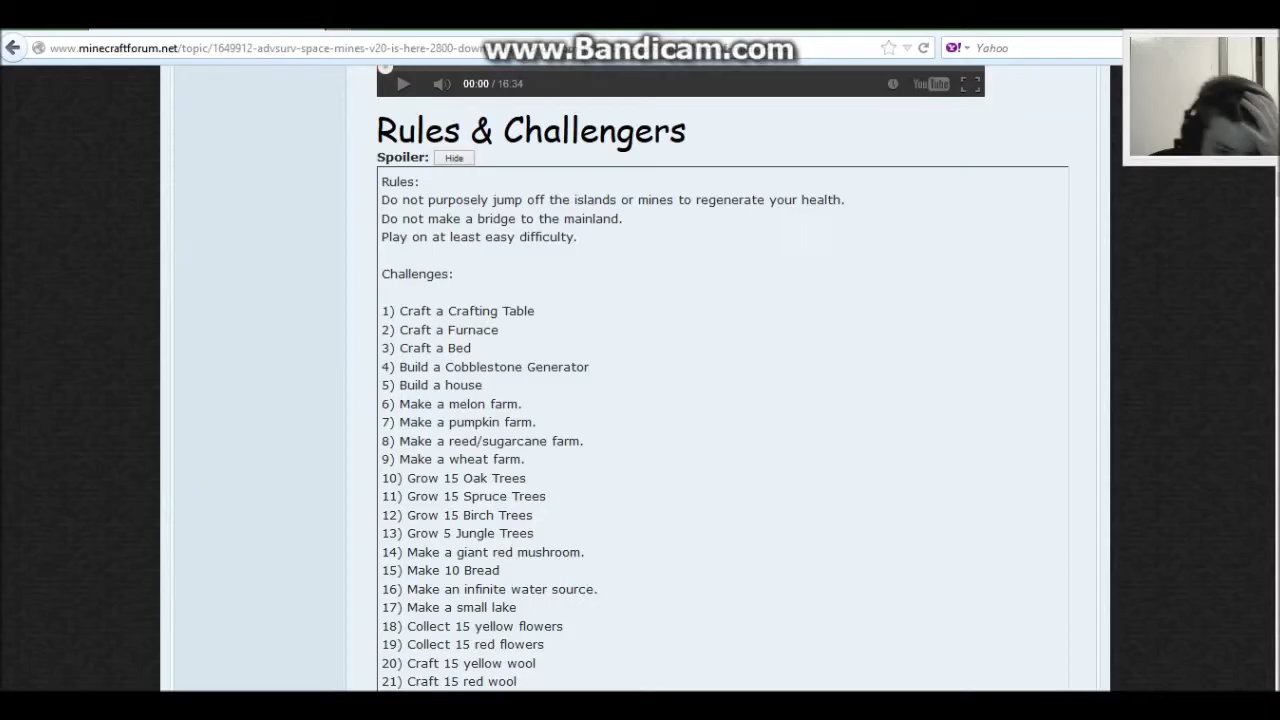 www.minecraftforum.net/topic/1649912-advsurv-space-mines-v20-is-here-2800-dow
www.Bandicam.com
Yahoo
00:00 / 16:34
YouTube
Rules & Challengers
Spoiler: Hide
Rules:
Do not purposely jump off the islands or mines to regenerate your health.
Do not make a bridge to the mainland.
Play on at least easy difficulty.
Challenges:
1) Craft a Crafting Table
2) Craft a Furnace
3) Craft a Bed
4) Build a Cobblestone Generator
5) Build a house
6) Make a melon farm.
7) Make a pumpkin farm.
8) Make a reed/sugarcane farm.
9) Make a wheat farm.
10) Grow 15 Oak Trees
11) Grow 15 Spruce Trees
12) Grow 15 Birch Trees
13) Grow 5 Jungle Trees
14) Make a giant red mushroom.
15) Make 10 Bread
16) Make an infinite water source.
17) Make a small lake
18) Collect 15 yellow flowers
19) Collect 15 red flowers
20) Craft 15 yellow wool
21) Craft 15 red wool